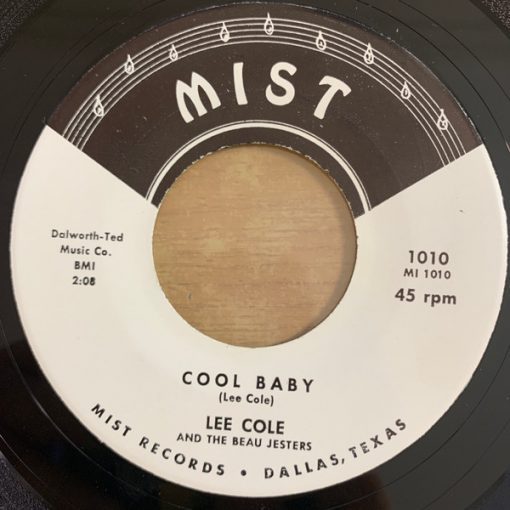 MIST
Dalworth-Ted
Music Co.
BMI
2:08
1010
MI 1010
45 rpm
COOL BABY
(Lee Cole)
LEE COLE
AND THE BEAU JESTERS
MIST RECORDS • DALLAS, TEXAS